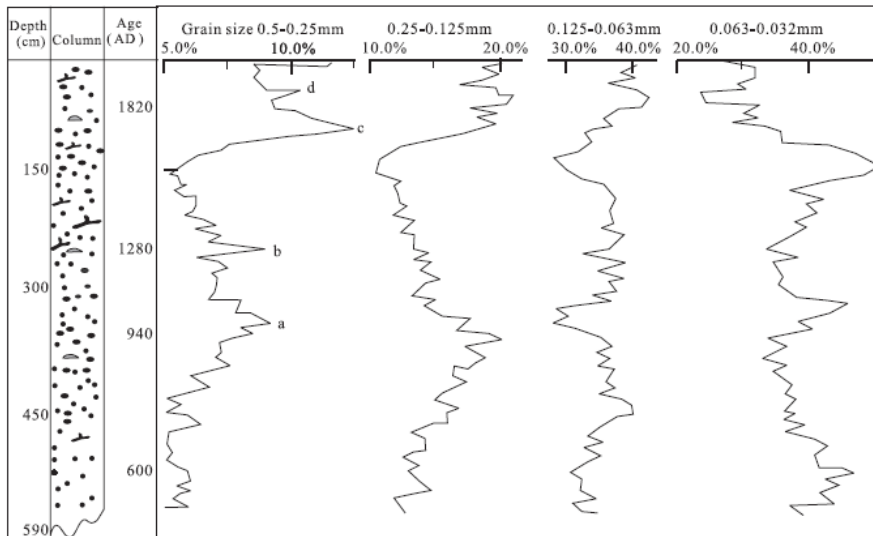 Depth (cm)
Column
Age (AD)
Grain size 0.5-0.25mm
0.25-0.125mm
0.125-0.063mm
0.063-0.032mm
5.0% 10.0%
10.0% 20.0%
30.0% 40.0%
20.0% 40.0%
d
1820
c
150
b
1280
300
a
940
450
600
590